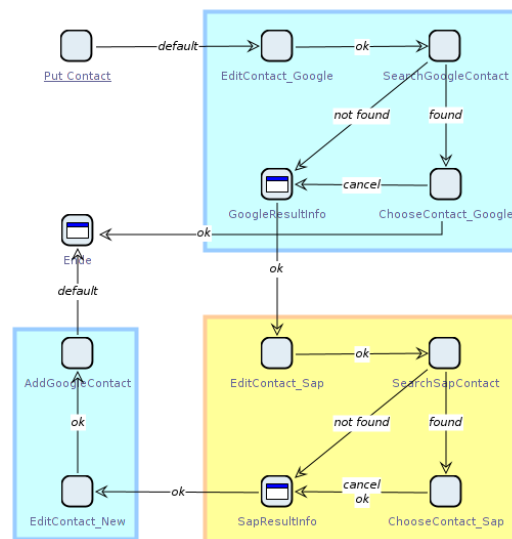 default
ok
Put Contact
EditContact_Google
SearchGoogleContact
not found
found
cancel
GoogleResultInfo
ChooseContact_Google
ok
Ende
ok
default
ok
AddGoogleContact
EditContact_Sap
SearchSapContact
ok
not found
found
cancel
ok
ok
EditContact_New
SapResultInfo
ChooseContact_Sap